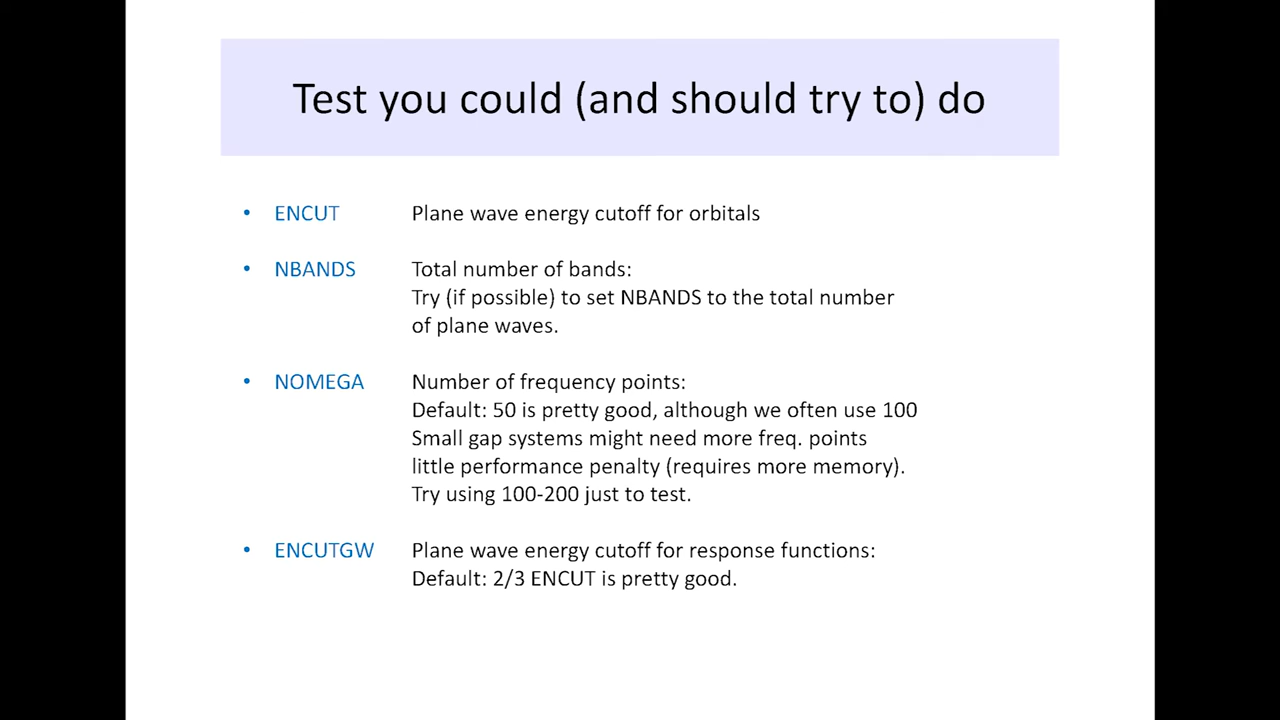 Test you could (and should try to) do
• ENCUT Plane wave energy cutoff for orbitals
• NBANDS Total number of bands:
Try (if possible) to set NBANDS to the total number
of plane waves.
• NOMEGA Number of frequency points:
Default: 50 is pretty good, although we often use 100
Small gap systems might need more freq. points
little performance penalty (requires more memory).
Try using 100-200 just to test.
• ENCUTGW Plane wave energy cutoff for response functions:
Default: 2/3 ENCUT is pretty good.